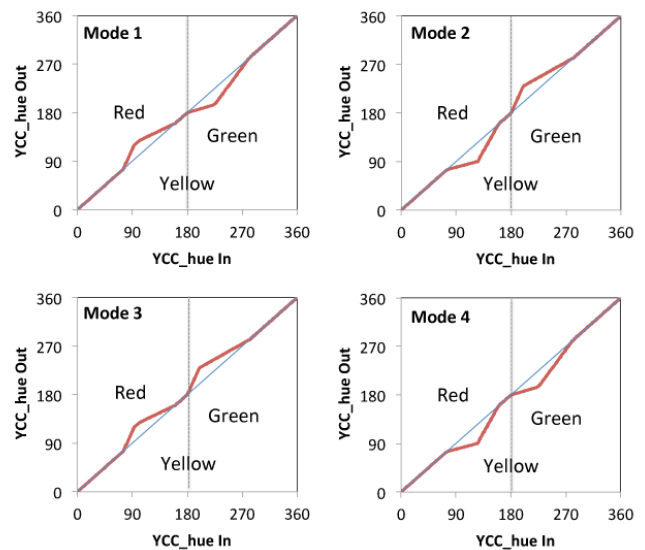 Mode 1
YCC_hue Out
360
270
180
90
0
Red
Green
Yellow
0 90 180 270 360
YCC_hue In
Mode 2
YCC_hue Out
360
270
180
90
0
Red
Green
Yellow
0 90 180 270 360
YCC_hue In
Mode 3
YCC_hue Out
360
270
180
90
0
Red
Green
Yellow
0 90 180 270 360
YCC_hue In
Mode 4
YCC_hue Out
360
270
180
90
0
Red
Green
Yellow
0 90 180 270 360
YCC_hue In